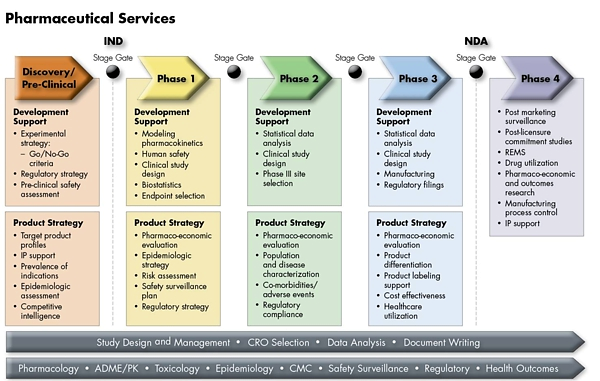 Pharmaceutical Services
IND
NDA
Stage Gate
Stage Gate
Stage Gate
Stage Gate
Discovery/
Pre-Clinical
Phase 1
Phase 2
Phase 3
Phase 4
Development
Support
• Experimental
strategy:
– Go/No-Go
criteria
• Regulatory strategy
• Pre-clinical safety
assessment
Development
Support
• Modeling
pharmacokinetics
• Human safety
• Clinical study
design
• Biostatistics
• Endpoint selection
Development
Support
• Statistical data
analysis
• Clinical study
design
• Phase III site
selection
Development
Support
• Statistical data
analysis
• Clinical study
design
• Manufacturing
• Regulatory filings
• Post marketing
surveillance
• Post-licensure
commitment studies
• REMS
• Drug utilization
• Pharmaco-economic
and outcomes
research
• Manufacturing
process control
• IP support
Product Strategy
• Target product
profiles
• IP support
• Prevalence of
indications
• Epidemiologic
assessment
• Competitive
intelligence
Product Strategy
• Pharmaco-economic
evaluation
• Epidemiologic
strategy
• Risk assessment
• Safety surveillance
plan
• Regulatory strategy
Product Strategy
• Pharmaco-economic
evaluation
• Population
and disease
characterization
• Co-morbidities/
adverse events
• Regulatory
compliance
Product Strategy
• Pharmaco-economic
evaluation
• Product
differentiation
• Product labeling
support
• Cost effectiveness
• Healthcare
utilization
Study Design and Management • CRO Selection • Data Analysis • Document Writing
Pharmacology • ADME/PK • Toxicology • Epidemiology • CMC • Safety Surveillance • Regulatory • Health Outcomes